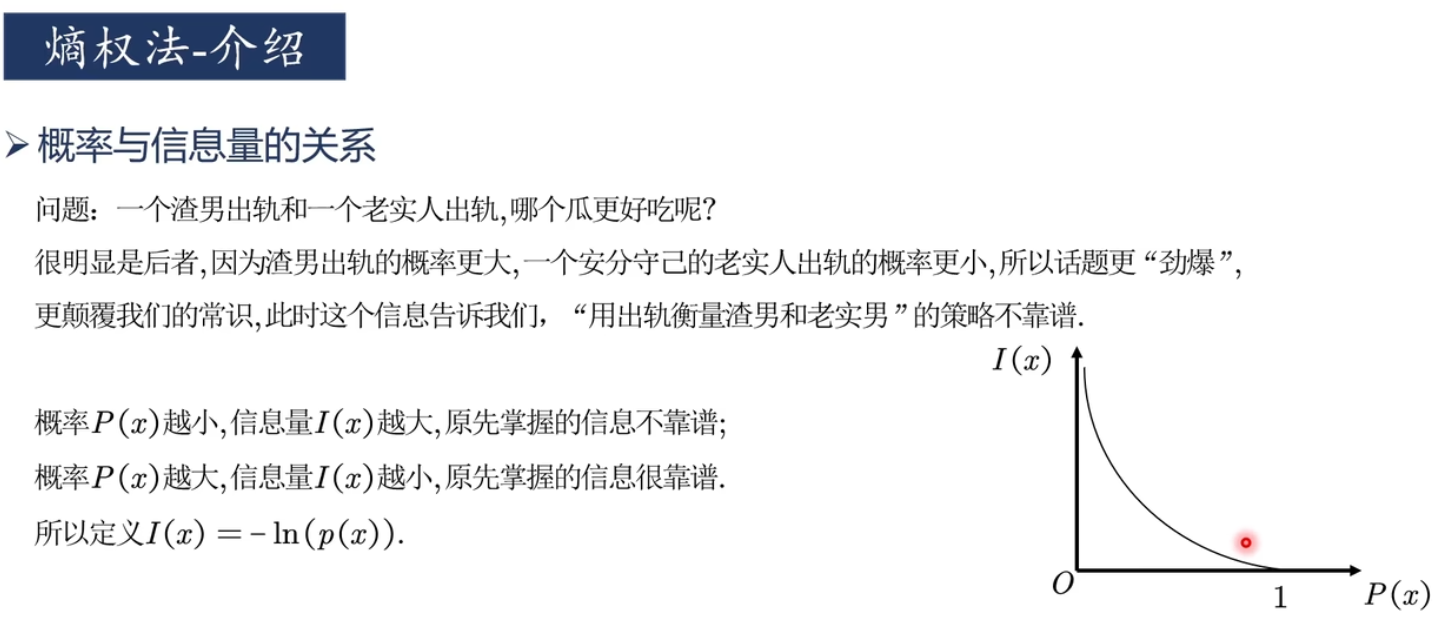 熵权法-介绍
➢ 概率与信息量的关系
问题：一个渣男出轨和一个老实人出轨,哪个瓜更好吃呢?
很明显是后者,因为渣男出轨的概率更大,一个安分守己的老实人出轨的概率更小,所以话题更“劲爆”,
更颠覆我们的常识,此时这个信息告诉我们，“用出轨衡量渣男和老实男”的策略不靠谱.
I(x)
概率P(x)越小,信息量I(x)越大,原先掌握的信息不靠谱;
概率P(x)越大,信息量I(x)越小,原先掌握的信息很靠谱.
所以定义I(x)=-ln(p(x)).
O
1
P(x)